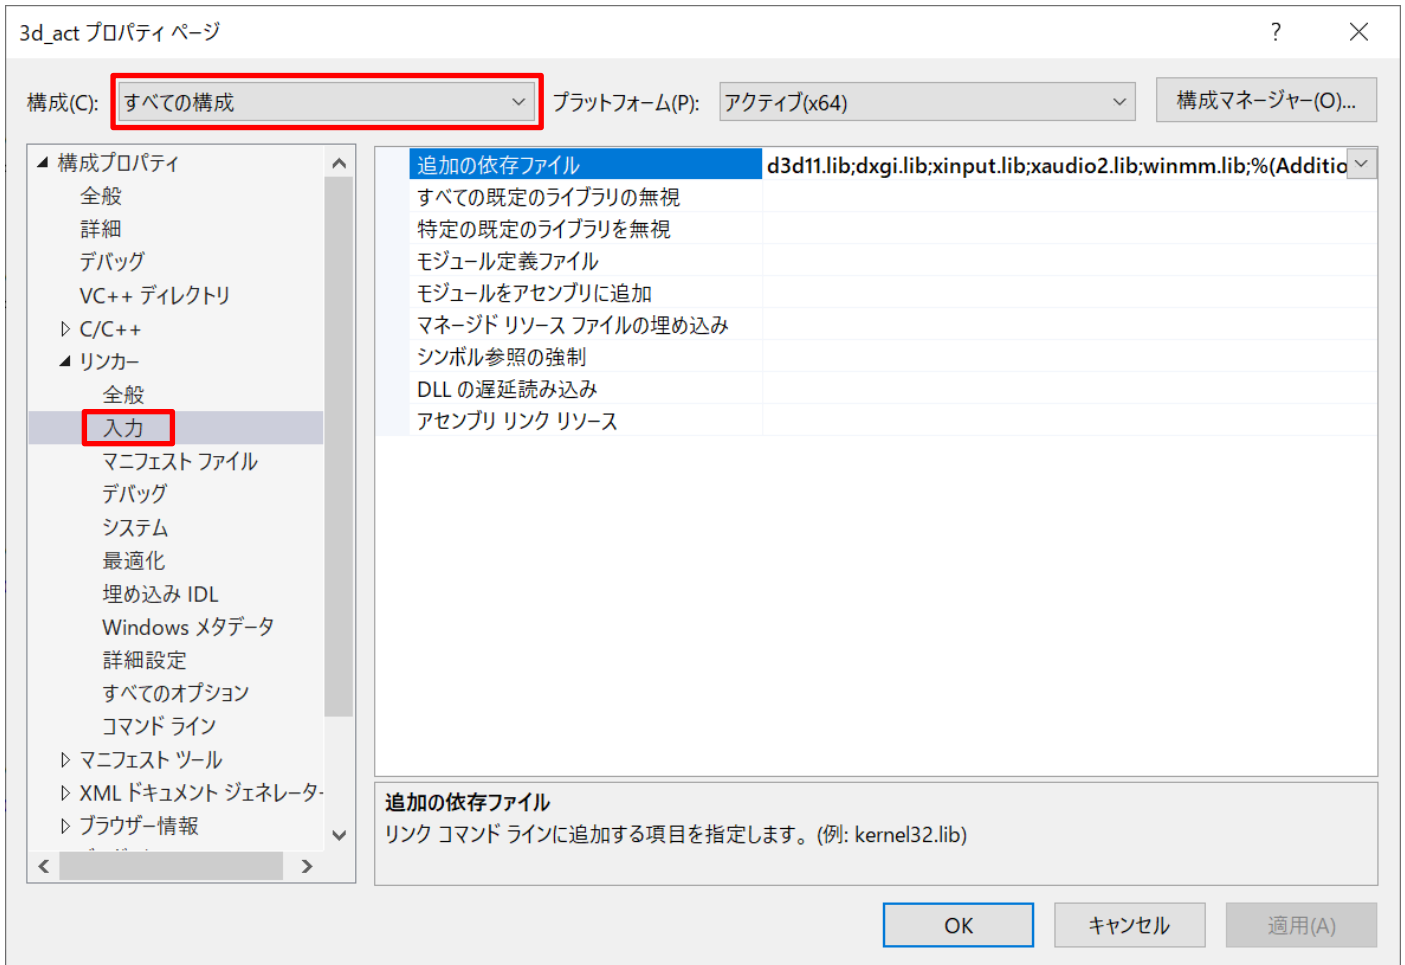 3d_act プロパティ ページ
?
構成(C):
すべての構成
プラットフォーム(P):
アクティブ(x64)
構成マネージャー(O)...
構成プロパティ
全般
詳細
デバッグ
VC++ ディレクトリ
C/C++
リンカー
全般
入力
マニフェスト ファイル
デバッグ
システム
最適化
埋め込み IDL
Windows メタデータ
詳細設定
すべてのオプション
コマンド ライン
マニフェスト ツール
XML ドキュメント ジェネレーター
ブラウザー情報
追加の依存ファイル d3d11.lib;dxgi.lib;xinput.lib;xaudio2.lib;winmm.lib;%(Additio
すべての既定のライブラリの無視
特定の既定のライブラリを無視
モジュール定義ファイル
モジュールをアセンブリに追加
マネージド リソース ファイルの埋め込み
シンボル参照の強制
DLL の遅延読み込み
アセンブリ リンク リソース
追加の依存ファイル
リンク コマンド ラインに追加する項目を指定します。(例: kernel32.lib)
OK
キャンセル
適用(A)